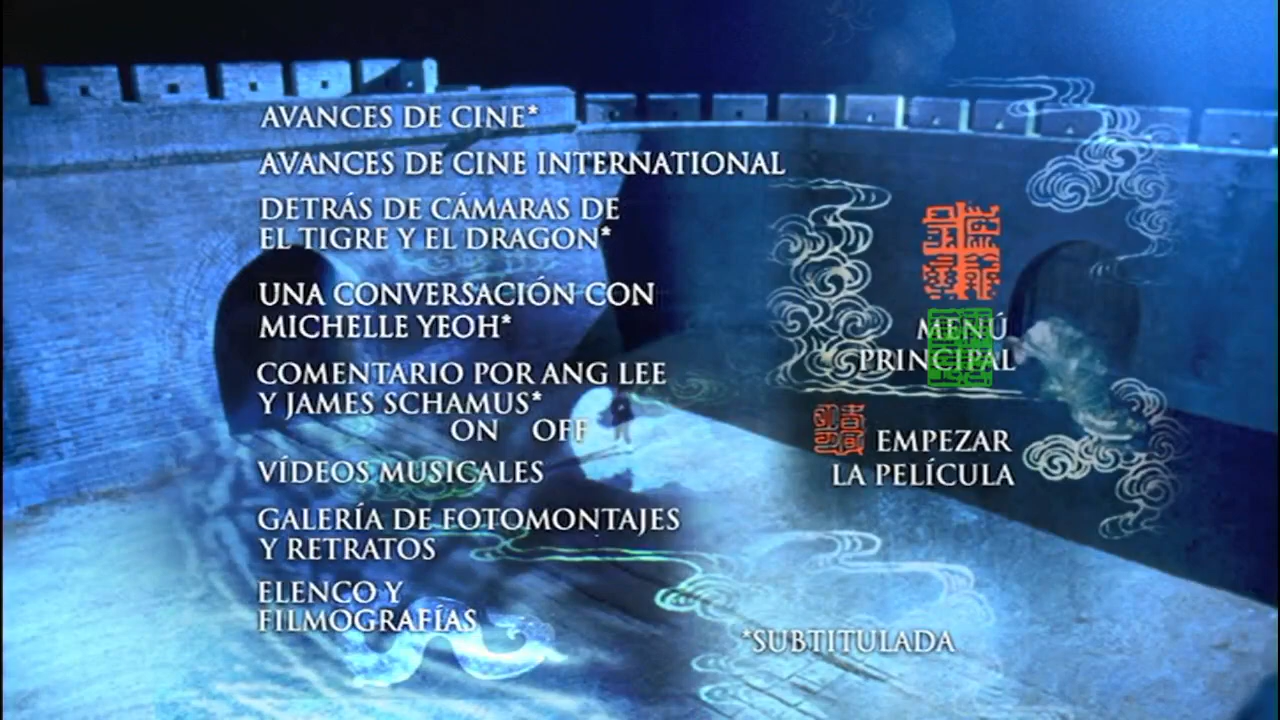 AVANCES DE CINE*
AVANCES DE CINE INTERNATIONAL
DETRÁS DE CÁMARAS DE
EL TIGRE Y EL DRAGON*
UNA CONVERSACIÓN CON
MICHELLE YEOH*
COMENTARIO POR ANG LEE
Y JAMES SCHAMUS*
ON OFF
VÍDEOS MUSICALES
GALERÍA DE FOTOMONTAJES
Y RETRATOS
ELENCO Y
FILMOGRAFÍAS
MENÚ
PRINCIPAL
EMPEZAR
LA PELÍCULA
*SUBTITULADA